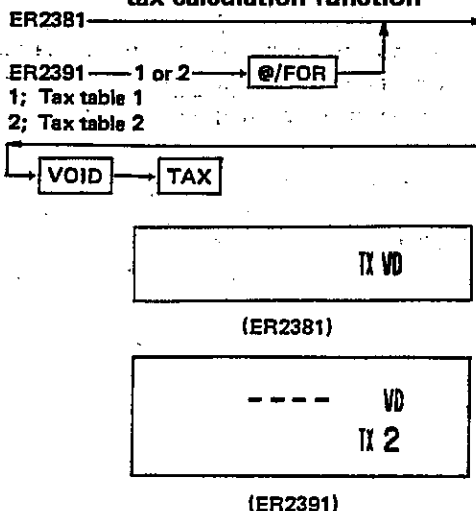 tax calculation function
ER2381
ER2391 1 or 2 @/FOR
1; Tax table 1
2; Tax table 2
VOID TAX
TX VD
(ER2381)
---- VD
TX 2
(ER2391)